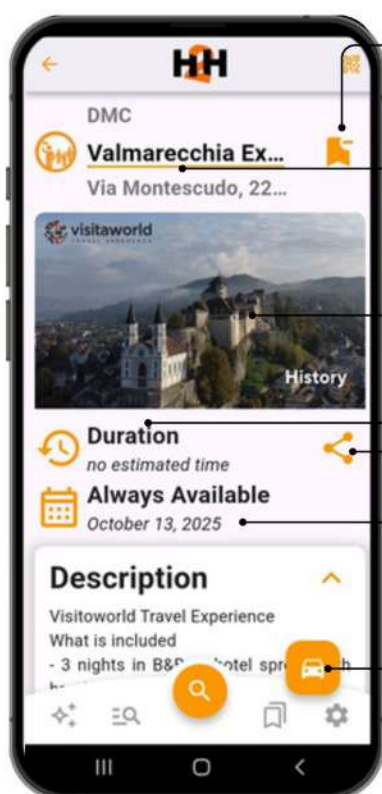 H2H
DMC
Valmarecchia Ex...
Via Montescudo, 22...
visitaworld
TRAVEL EXPERIENCE
History
Duration
no estimated time
Always Available
October 13, 2025
Description
Visitoworld Travel Experience
What is included
- 3 nights in B&B hotel